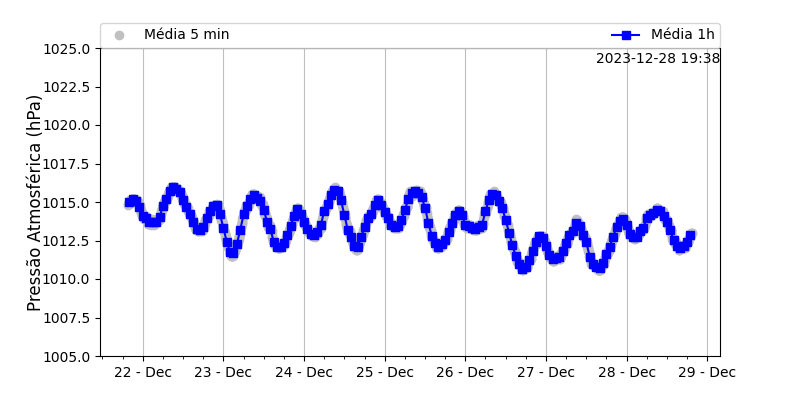 Média 5 min
Média 1h
2023-12-28 19:38
Pressão Atmosférica (hPa)
1025.0
1022.5
1020.0
1017.5
1015.0
1012.5
1010.0
1007.5
1005.0
22 - Dec
23 - Dec
24 - Dec
25 - Dec
26 - Dec
27 - Dec
28 - Dec
29 - Dec